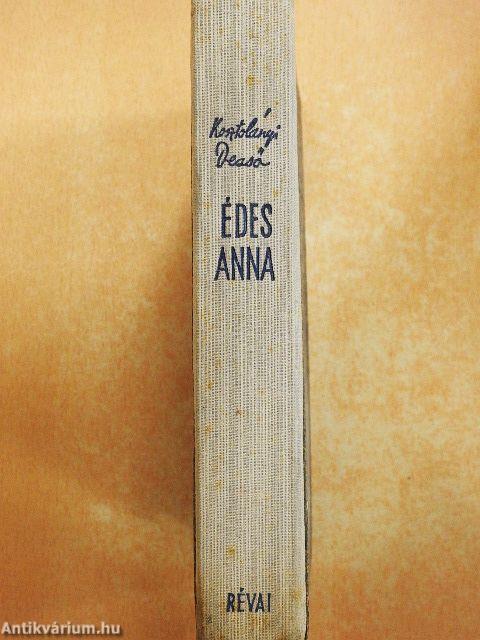 Kosztolányi
Dezső
ÉDES
ANNA
RÉVAI
Antikvárium.hu